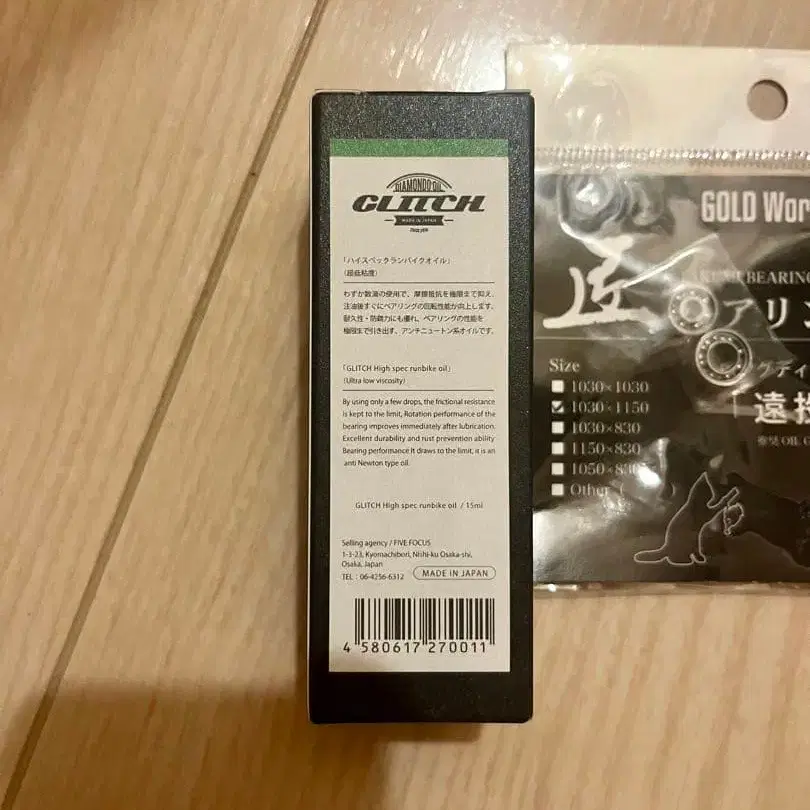 DIAMONDO OIL
GLITCH
MADE IN JAPAN
「ハイスペックランバイクオイル」
(超低粘度)
わずか数滴の使用で、摩擦抵抗を極限まで抑え、
注油後すぐにベアリングの回転性能が向上します。
耐久性・防錆力にも優れ、ベアリングの性能を
極限まで引き出す、アンチニュートン系オイルです。
「GLITCH High spec runbike oil」
(Ultra low viscosity)
By using only a few drops, the frictional resistance
is kept to the limit, Rotation performance of the
bearing improves immediately after lubrication.
Excellent durability and rust prevention ability
Bearing performance It draws to the limit, it is an
anti Newton type oil.
GLITCH High spec runbike oil / 15ml
Selling agency / FIVE FOCUS
1-3-23, Kyomachibori, Nishi-ku Osaka-shi,
Osaka, Japan
TEL : 06-4256-6312
MADE IN JAPAN
4 580617 270011
GOLD Wor
匠
BEARING
アリン
Size
1030×1030
1030×1150
1030×830
1150×830
1050×830
Other (      )
「遠投